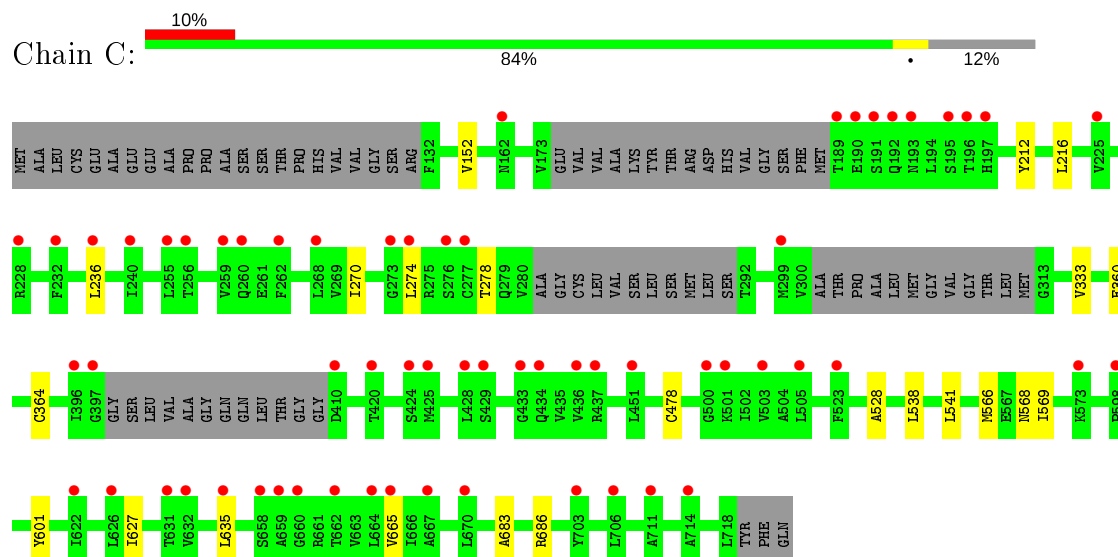 10%
Chain C:
84% • 12%
MET ALA LEU CYS GLU ALA GLU GLU ALA PRO PRO ALA SER SER THR PRO HIS VAL VAL GLY SER ARG F132 V152 N162 V173 GLU VAL VAL ALA LYS TYR THR ARG ASP HIS VAL GLY SER PHE MET T189 E190 S191 Q192 N193 L194 S195 T196 H197 Y212 L216 V225
R228 F232 L236 I240 L255 T256 V259 Q260 E261 F262 L268 V269 I270 G273 L274 R275 S276 C277 T278 Q279 V280 ALA GLY CYS LEU VAL SER LEU SER MET LEU SER T292 M299 V300 ALA THR PRO ALA LEU MET GLY VAL GLY THR LEU MET G313 V333
C364 I396 G397 GLY SER LEU VAL ALA GLY GLN GLN LEU THR GLY GLY D410 T420 S424 M425 L428 S429 G433 Q434 V435 V436 R437 L451 C478 G500 K501 I502 V503 A504 L505 F523 A528 L538 L541 M566 E567 N568 I569 K573
Y601 I622 L626 I627 T631 V632 L635 S658 A659 G660 R661 T662 V663 L664 V665 I666 A667 L670 A683 R686 Y703 L706 A711 A714 L718 TYR PHE GLN